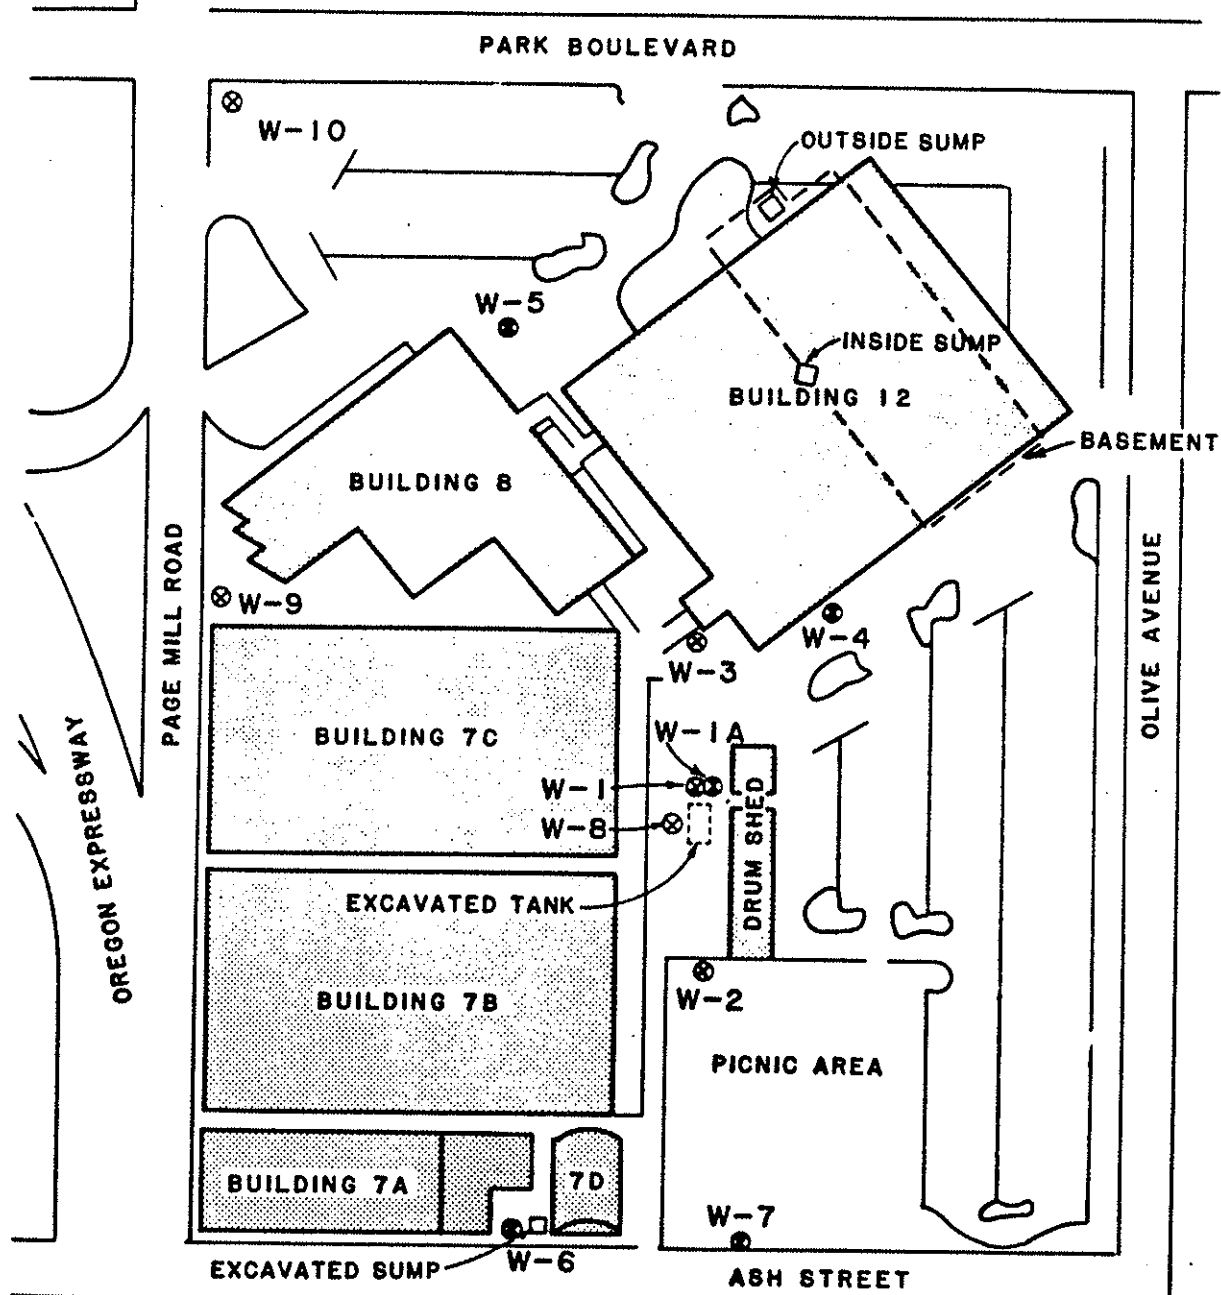 PARK BOULEVARD
W-10
OUTSIDE SUMP
W-5
INSIDE SUMP
BUILDING 12
BASEMENT
BUILDING 8
PAGE MILL ROAD
OLIVE AVENUE
W-9
W-4
W-3
OREGON EXPRESSWAY
BUILDING 7C
W-1A
W-1
W-8
DRUM SHED
EXCAVATED TANK
BUILDING 7B
W-2
PICNIC AREA
BUILDING 7A
7D
W-7
W-6
EXCAVATED SUMP
ASH STREET